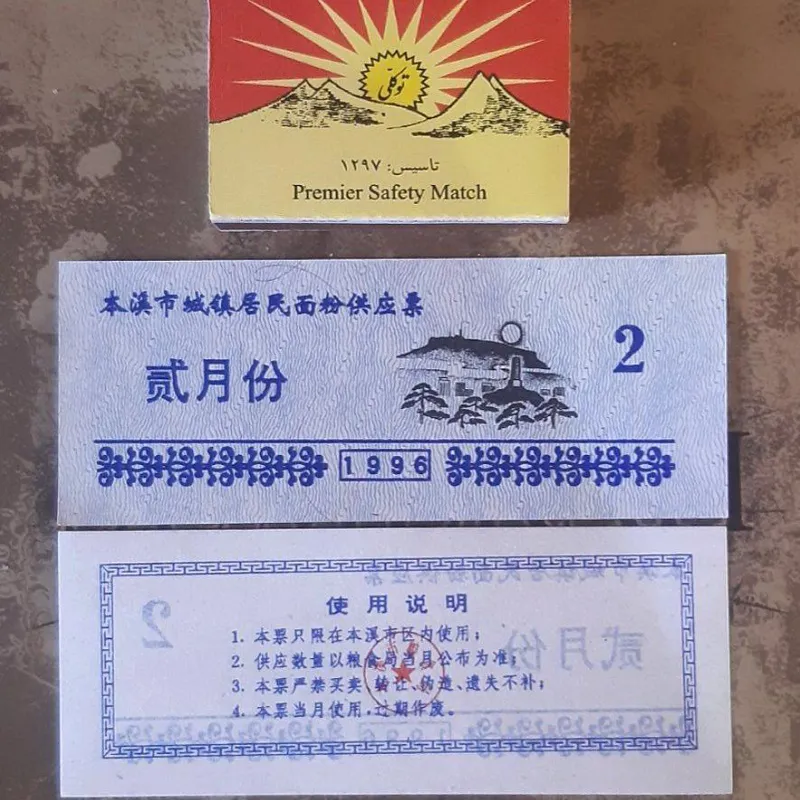 توکلی
تاسیس: ۱۲۹۷
Premier Safety Match
本溪市城镇居民面粉供应票
贰月份
2
1996
使用说明
1. 本票只限在本溪市区内使用；
2. 供应数量以粮食局当月公布为准；
3. 本票严禁买卖、转让、伪造、遗失不补；
4. 本票当月使用，过期作废。